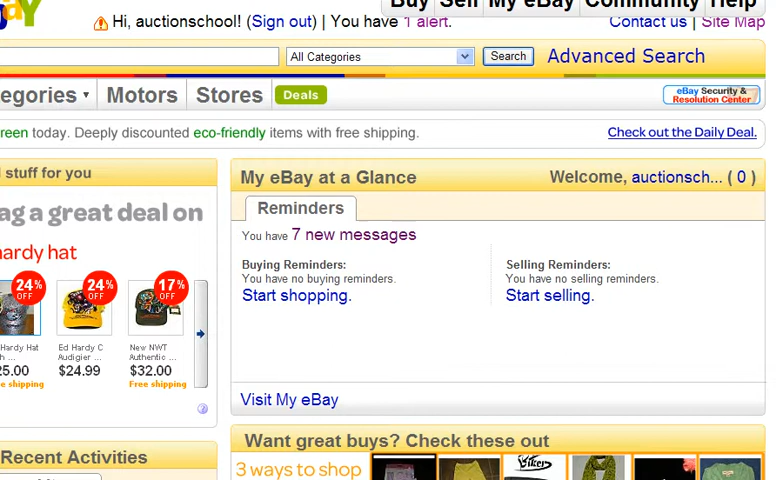 Buy Sell My eBay Community Help
Hi, auctionschool! (Sign out) | You have 1 alert.
Contact us | Site Map
All Categories
Search
Advanced Search
egories
Motors
Stores
Deals
eBay Security &
Resolution Center
reen today. Deeply discounted eco-friendly items with free shipping.
Check out the Daily Deal.
stuff for you
ag a great deal on
hardy hat
24% OFF
24% OFF
17% OFF
Hardy Hat
Ed Hardy C
Audigier ...
New NWT
Authentic ...
25.00
$24.99
$32.00
e shipping
Free shipping
My eBay at a Glance
Welcome, auctionsch... ( 0 )
Reminders
You have 7 new messages
Buying Reminders:
You have no buying reminders.
Start shopping.
Selling Reminders:
You have no selling reminders.
Start selling.
Visit My eBay
Recent Activities
Want great buys? Check these out
3 ways to shop